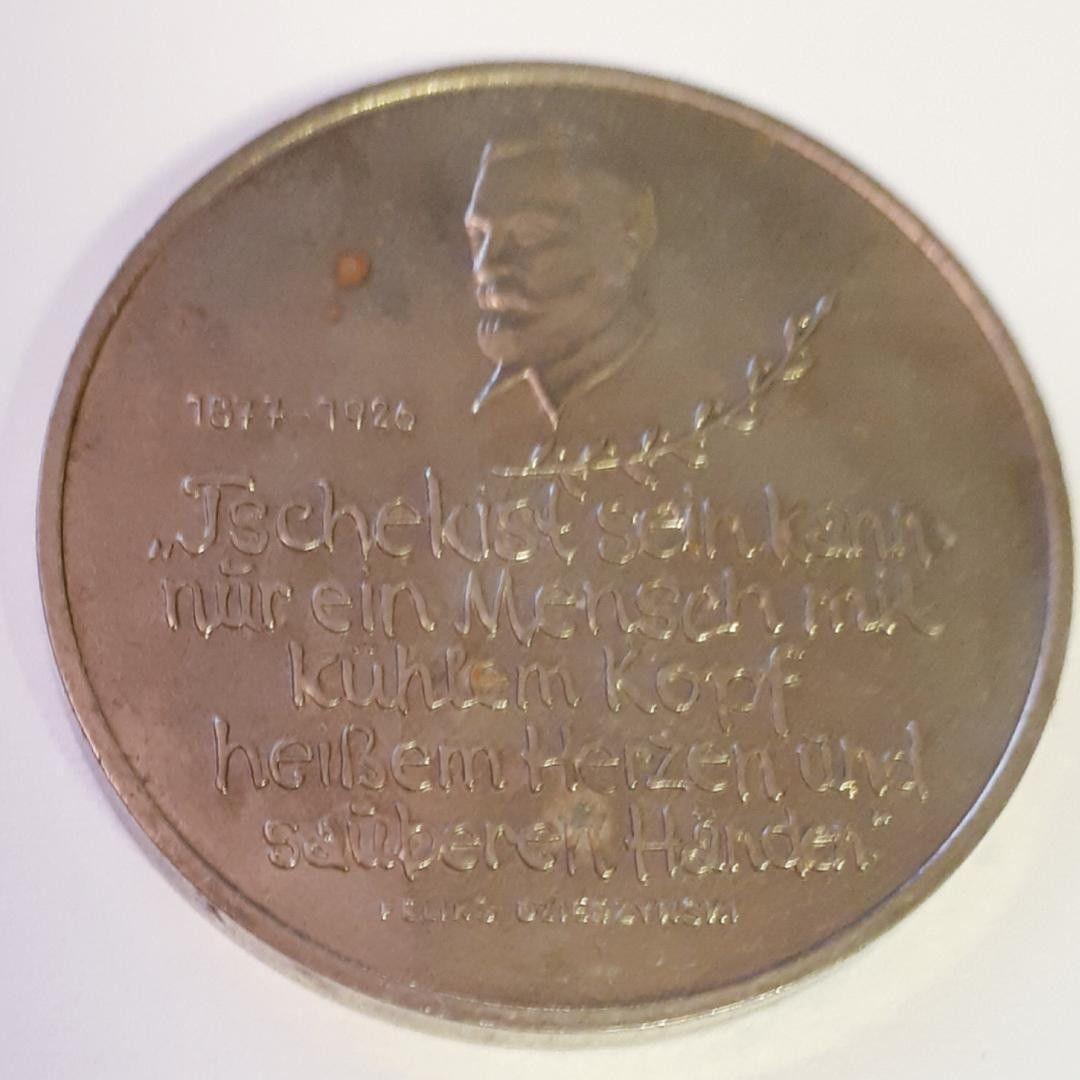 1877-1926
„Tschekist sein kann
nur ein Mensch mit
kühlem Kopf
heißem Herzen und
sauberen Händen“
FELIKS DZIERZYNSKI